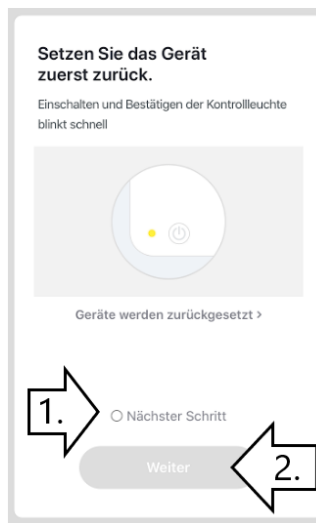 Setzen Sie das Gerät
zuerst zurück.
Einschalten und Bestätigen der Kontrollleuchte
blinkt schnell
Geräte werden zurückgesetzt >
1.
Nächster Schritt
Weiter
2.